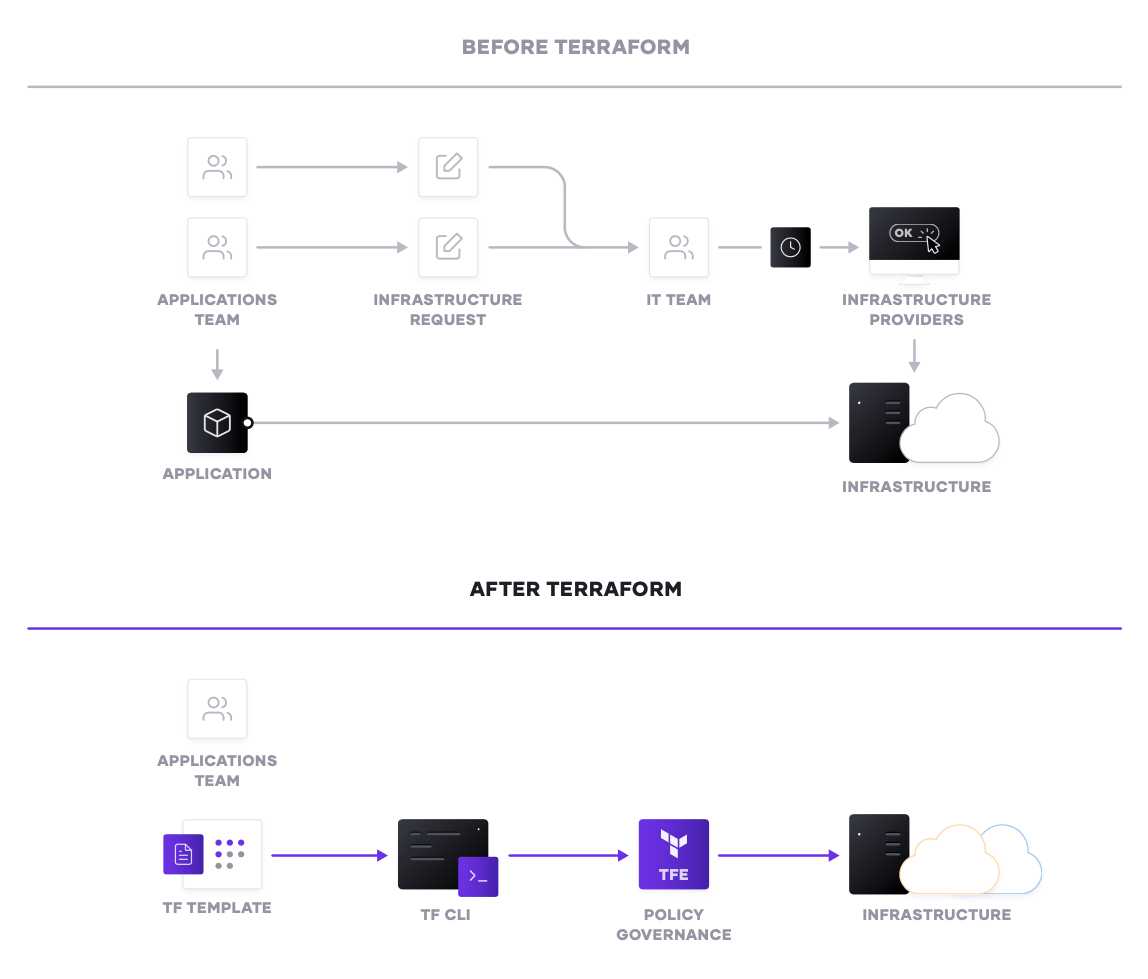 BEFORE TERRAFORM
OK
APPLICATIONS
TEAM
INFRASTRUCTURE
REQUEST
IT TEAM
INFRASTRUCTURE
PROVIDERS
APPLICATION
INFRASTRUCTURE
AFTER TERRAFORM
APPLICATIONS
TEAM
>_
TFE
TF TEMPLATE
TF CLI
POLICY
GOVERNANCE
INFRASTRUCTURE